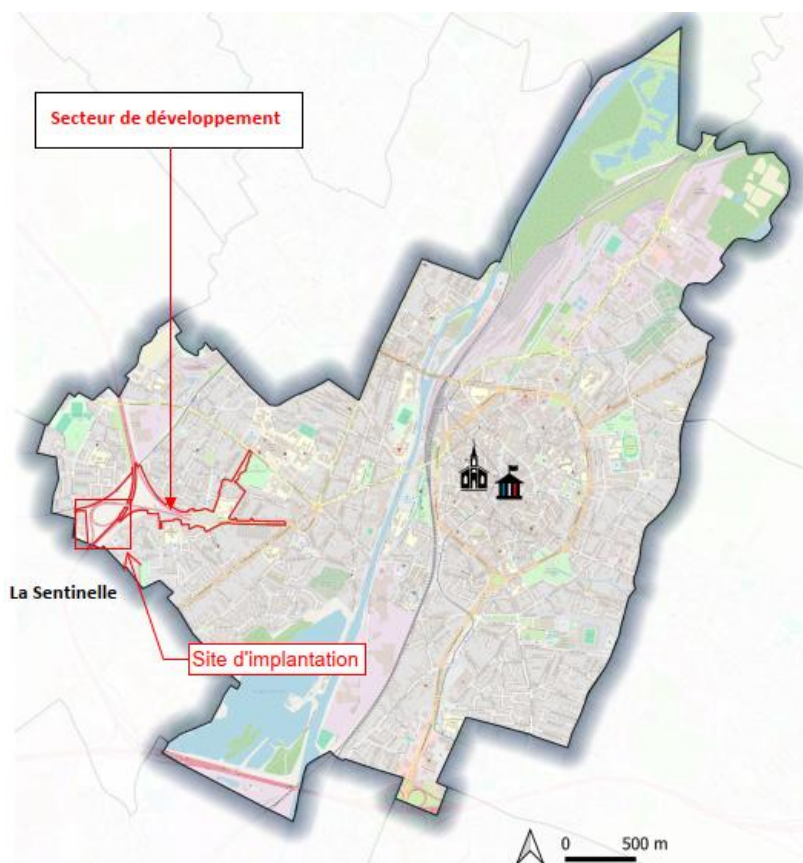 Secteur de développement
La Sentinelle
Site d'implantation
0 500 m